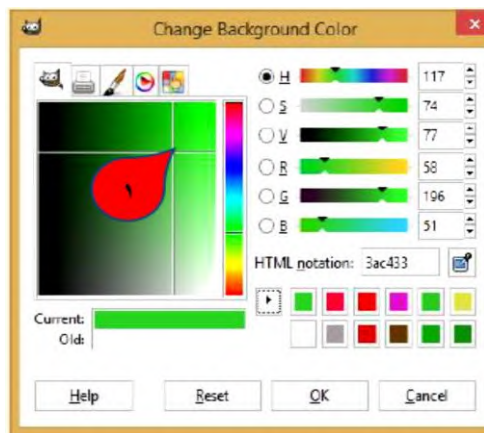 Change Background Color
x
H 117
S 74
V 77
R 58
G 196
B 51
HTML notation: 3ac433
Current:
Old:
Help Reset OK Cancel